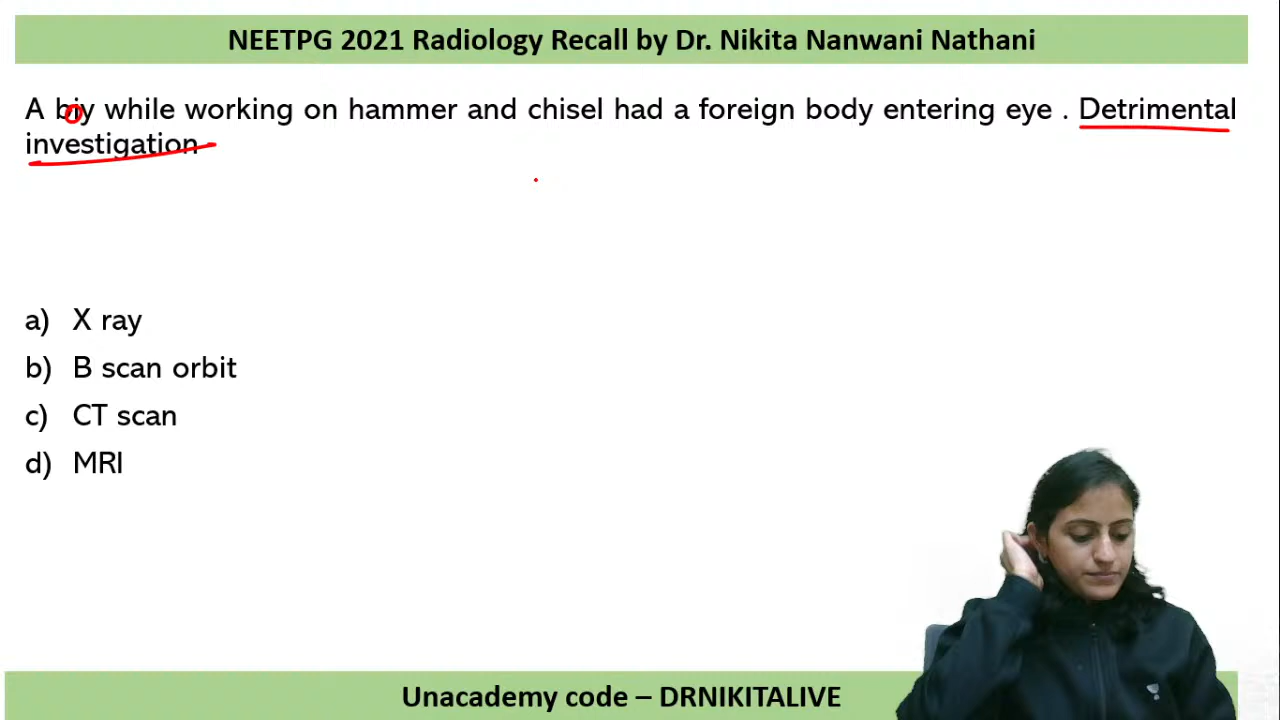 NEETPG 2021 Radiology Recall by Dr. Nikita Nanwani Nathani
A boy while working on hammer and chisel had a foreign body entering eye . Detrimental
investigation
a) X ray
b) B scan orbit
c) CT scan
d) MRI
Unacademy code – DRNIKITALIVE